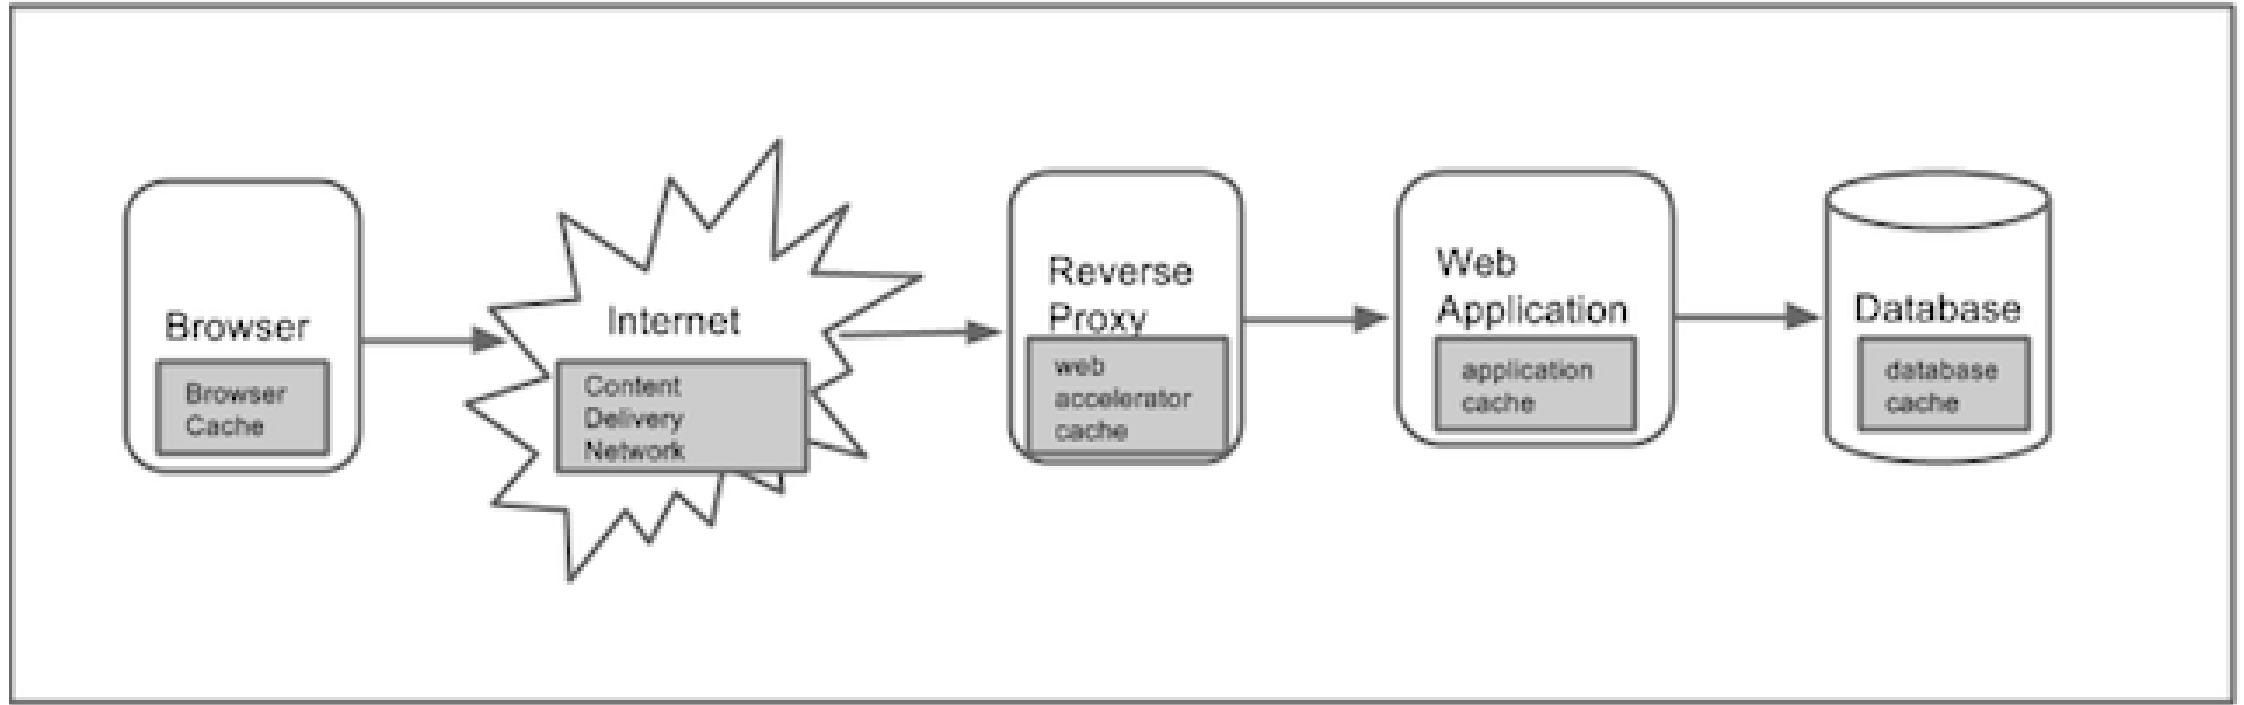 Browser
Browser
Cache
Internet
Content
Delivery
Network
Reverse
Proxy
web
accelerator
cache
Web
Application
application
cache
Database
database
cache